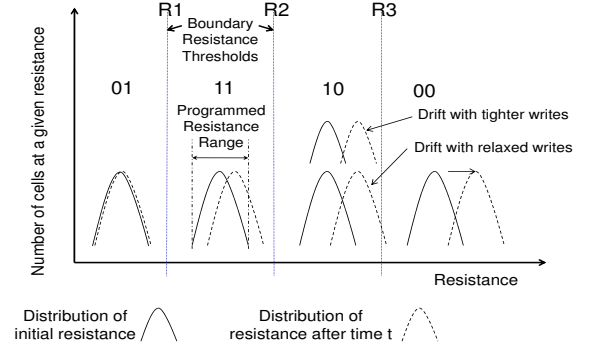 Number of cells at a given resistance
R1
R2
R3
Boundary
Resistance
Thresholds
01
11
10
00
Programmed
Resistance
Range
Drift with tighter writes
Drift with relaxed writes
Resistance
Distribution of
initial resistance
Distribution of
resistance after time t